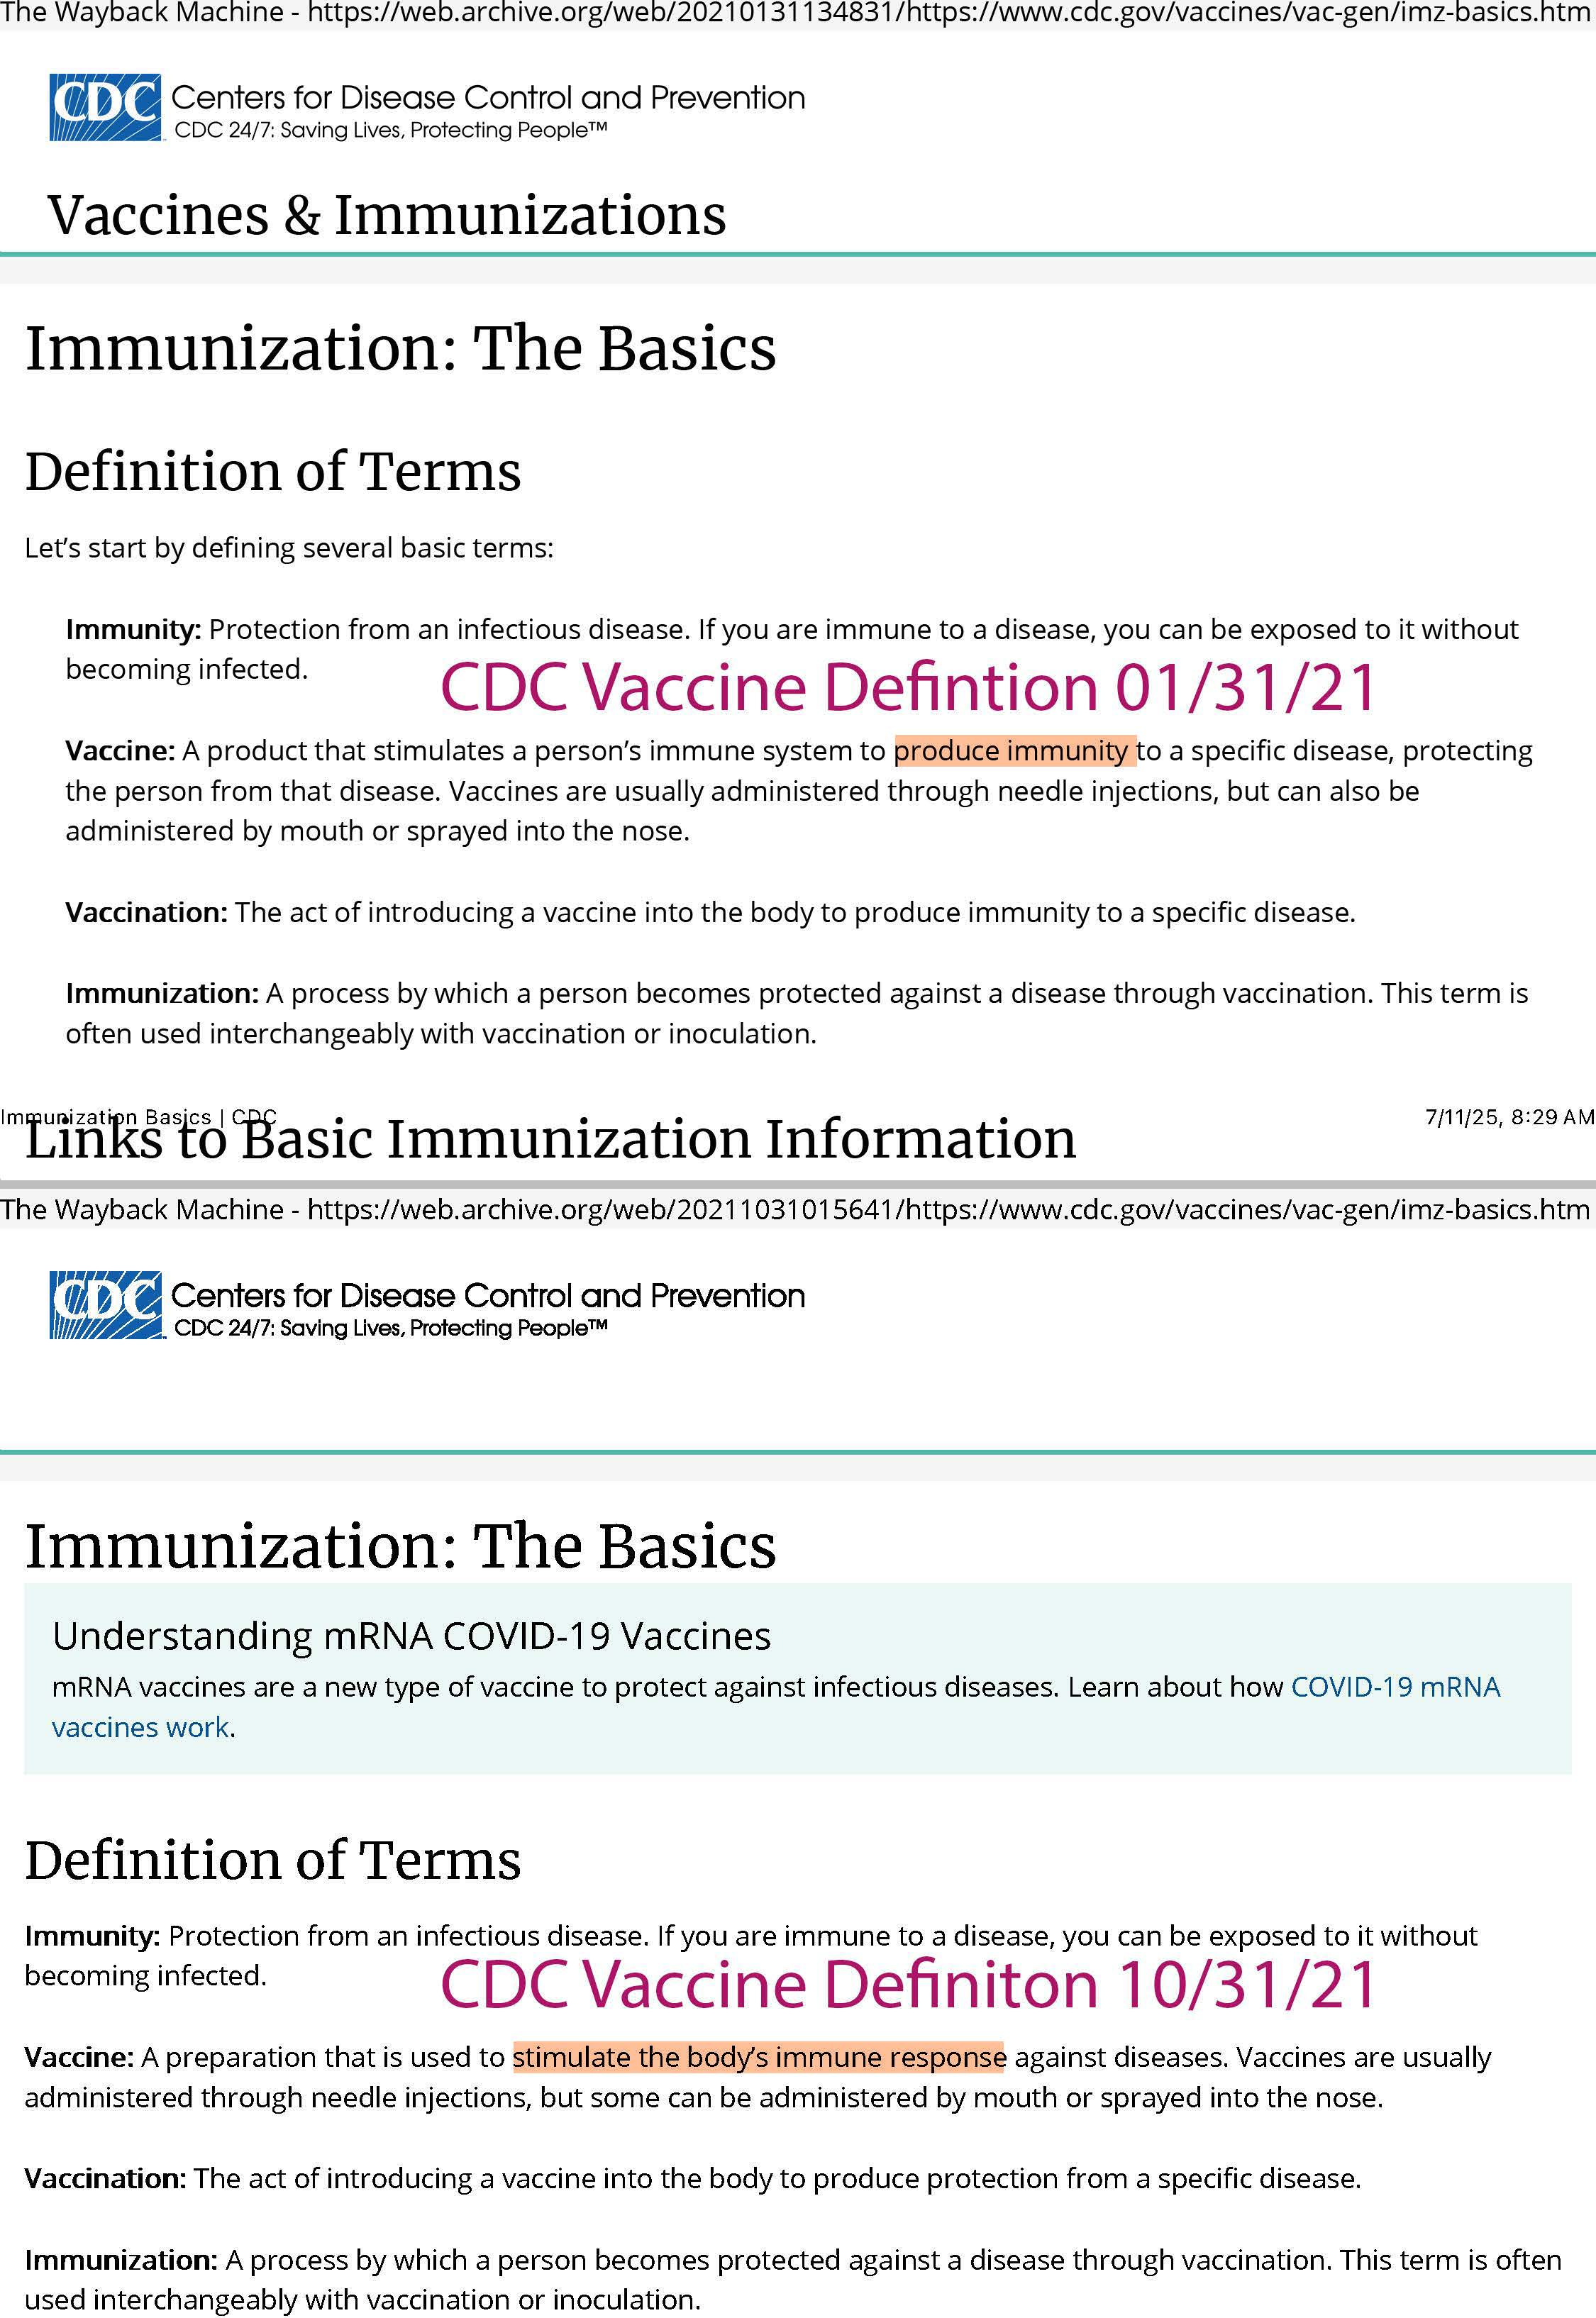 The Wayback Machine - https://web.archive.org/web/20210131134831/https://www.cdc.gov/vaccines/vac-gen/imz-basics.htm
CDC Centers for Disease Control and Prevention
CDC 24/7: Saving Lives, Protecting People™
Vaccines & Immunizations
Immunization: The Basics
Definition of Terms
Let’s start by defining several basic terms:
Immunity: Protection from an infectious disease. If you are immune to a disease, you can be exposed to it without
becoming infected.
CDC Vaccine Defintion 01/31/21
Vaccine: A product that stimulates a person’s immune system to produce immunity to a specific disease, protecting
the person from that disease. Vaccines are usually administered through needle injections, but can also be
administered by mouth or sprayed into the nose.
Vaccination: The act of introducing a vaccine into the body to produce immunity to a specific disease.
Immunization: A process by which a person becomes protected against a disease through vaccination. This term is
often used interchangeably with vaccination or inoculation.
Immunization Basics | CDC
7/11/25, 8:29 AM
Links to Basic Immunization Information
The Wayback Machine - https://web.archive.org/web/20211031015641/https://www.cdc.gov/vaccines/vac-gen/imz-basics.htm
CDC Centers for Disease Control and Prevention
CDC 24/7: Saving Lives, Protecting People™
Immunization: The Basics
Understanding mRNA COVID-19 Vaccines
mRNA vaccines are a new type of vaccine to protect against infectious diseases. Learn about how COVID-19 mRNA
vaccines work.
Definition of Terms
Immunity: Protection from an infectious disease. If you are immune to a disease, you can be exposed to it without
becoming infected.
CDC Vaccine Definiton 10/31/21
Vaccine: A preparation that is used to stimulate the body’s immune response against diseases. Vaccines are usually
administered through needle injections, but some can be administered by mouth or sprayed into the nose.
Vaccination: The act of introducing a vaccine into the body to produce protection from a specific disease.
Immunization: A process by which a person becomes protected against a disease through vaccination. This term is often
used interchangeably with vaccination or inoculation.